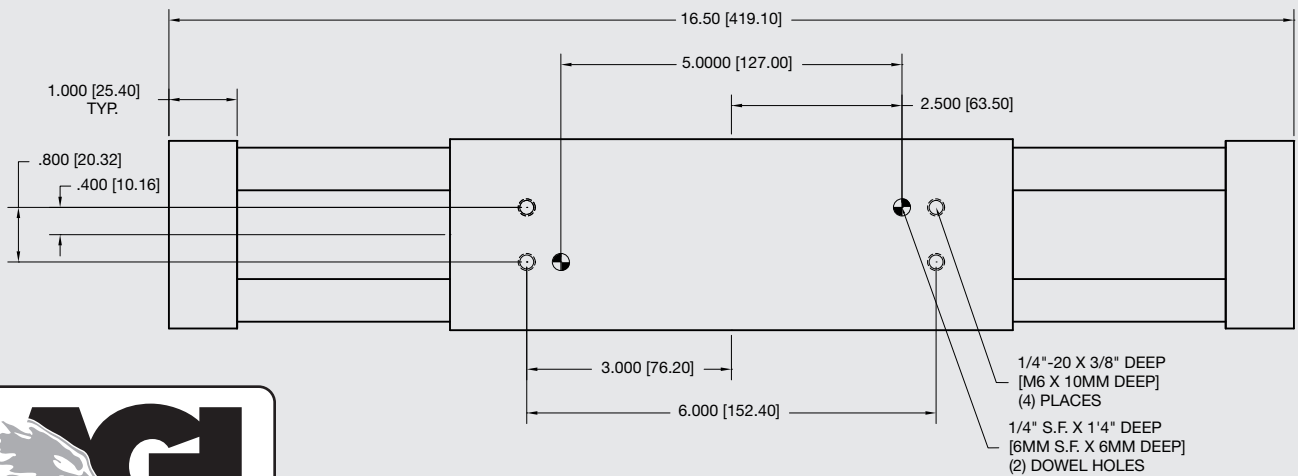 16.50 [419.10]
5.0000 [127.00]
1.000 [25.40]
TYP.
2.500 [63.50]
.800 [20.32]
.400 [10.16]
3.000 [76.20]
6.000 [152.40]
1/4"-20 X 3/8" DEEP
[M6 X 10MM DEEP]
(4) PLACES
1/4" S.F. X 1'4" DEEP
[6MM S.F. X 6MM DEEP]
(2) DOWEL HOLES
AGI